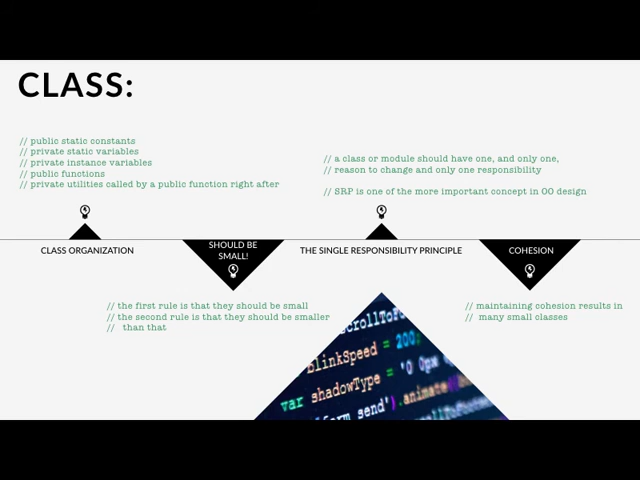 CLASS:
// public static constants
// private static variables
// private instance variables
// public functions
// private utilities called by a public function right after
// a class or module should have one, and only one,
// reason to change and only one responsibility
// SRP is one of the more important concept in OO design
CLASS ORGANIZATION
SHOULD BE
SMALL!
THE SINGLE RESPONSIBILITY PRINCIPLE
COHESION
// the first rule is that they should be small
// the second rule is that they should be smaller
// than that
// maintaining cohesion results in
// many small classes
blinkSpeed = 200
var shadowType = '0 0px
send').animate